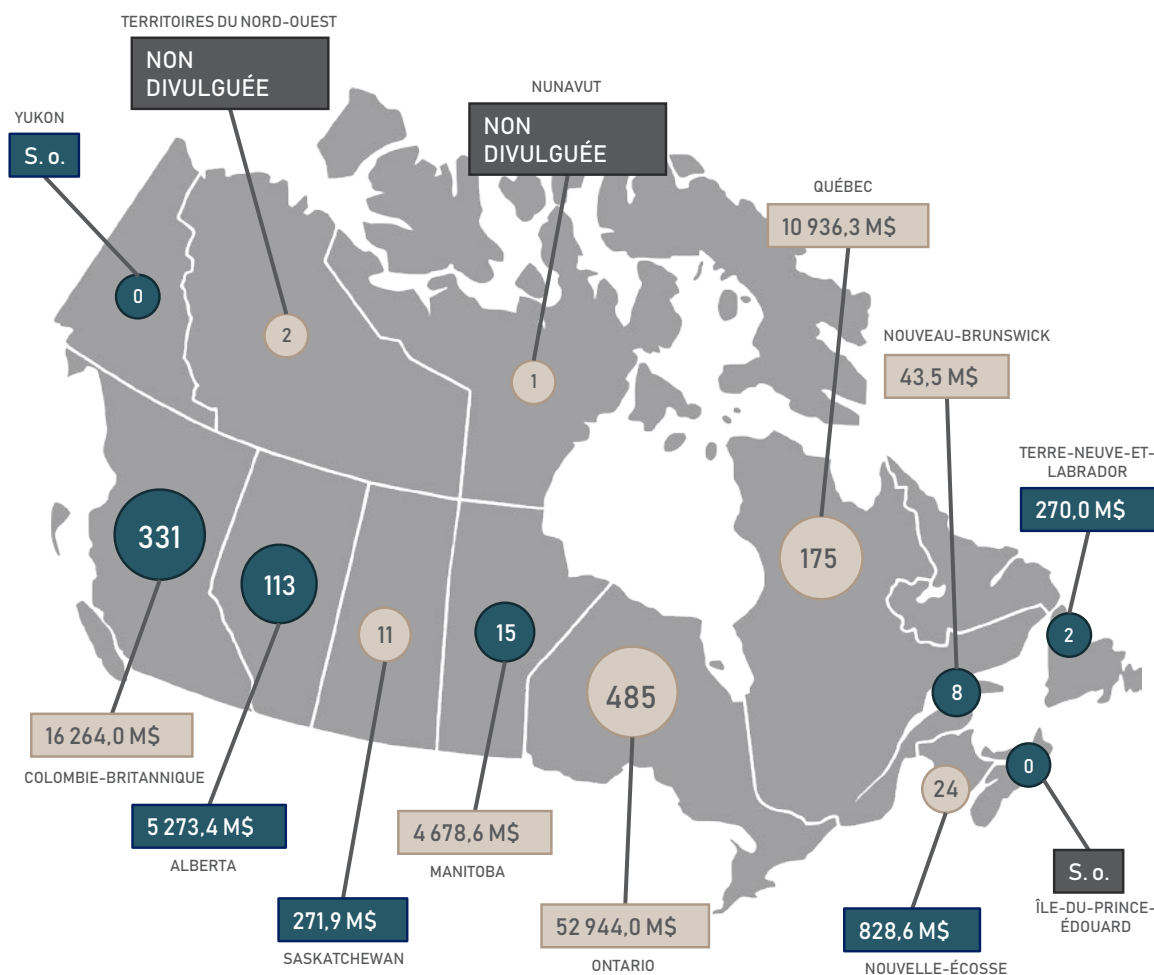 TERRITOIRES DU NORD-OUEST
NON
DIVULGUÉE
NUNAVUT
NON
DIVULGUÉE
YUKON
S. o.
QUÉBEC
10 936,3 M$
0
2
1
NOUVEAU-BRUNSWICK
43,5 M$
TERRE-NEUVE-ET-
LABRADOR
270,0 M$
331
113
11
15
485
175
2
8
0
24
16 264,0 M$
COLOMBIE-BRITANNIQUE
5 273,4 M$
ALBERTA
271,9 M$
SASKATCHEWAN
4 678,6 M$
MANITOBA
52 944,0 M$
ONTARIO
828,6 M$
NOUVELLE-ÉCOSSE
S. o.
ÎLE-DU-PRINCE-
ÉDOUARD